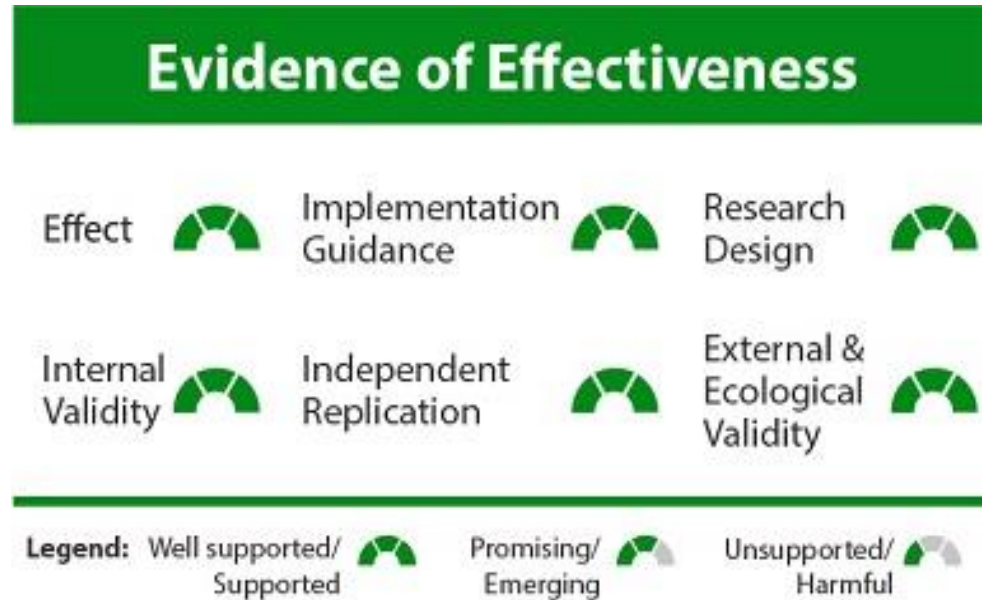 Evidence of Effectiveness
Effect
Implementation
Guidance
Research
Design
Internal
Validity
Independent
Replication
External &
Ecological
Validity
Legend: Well supported/
Supported
Promising/
Emerging
Unsupported/
Harmful